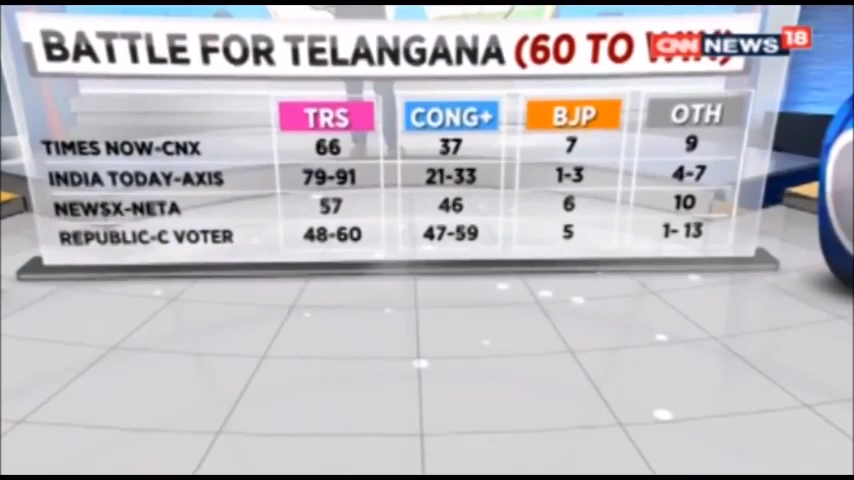 BATTLE FOR TELANGANA (60 TO
CNN NEWS 18
TRS CONG+ BJP OTH
TIMES NOW-CNX 66 37 7 9
INDIA TODAY-AXIS 79-91 21-33 1-3 4-7
NEWSX-NETA 57 46 6 10
REPUBLIC-C VOTER 48-60 47-59 5 1- 13